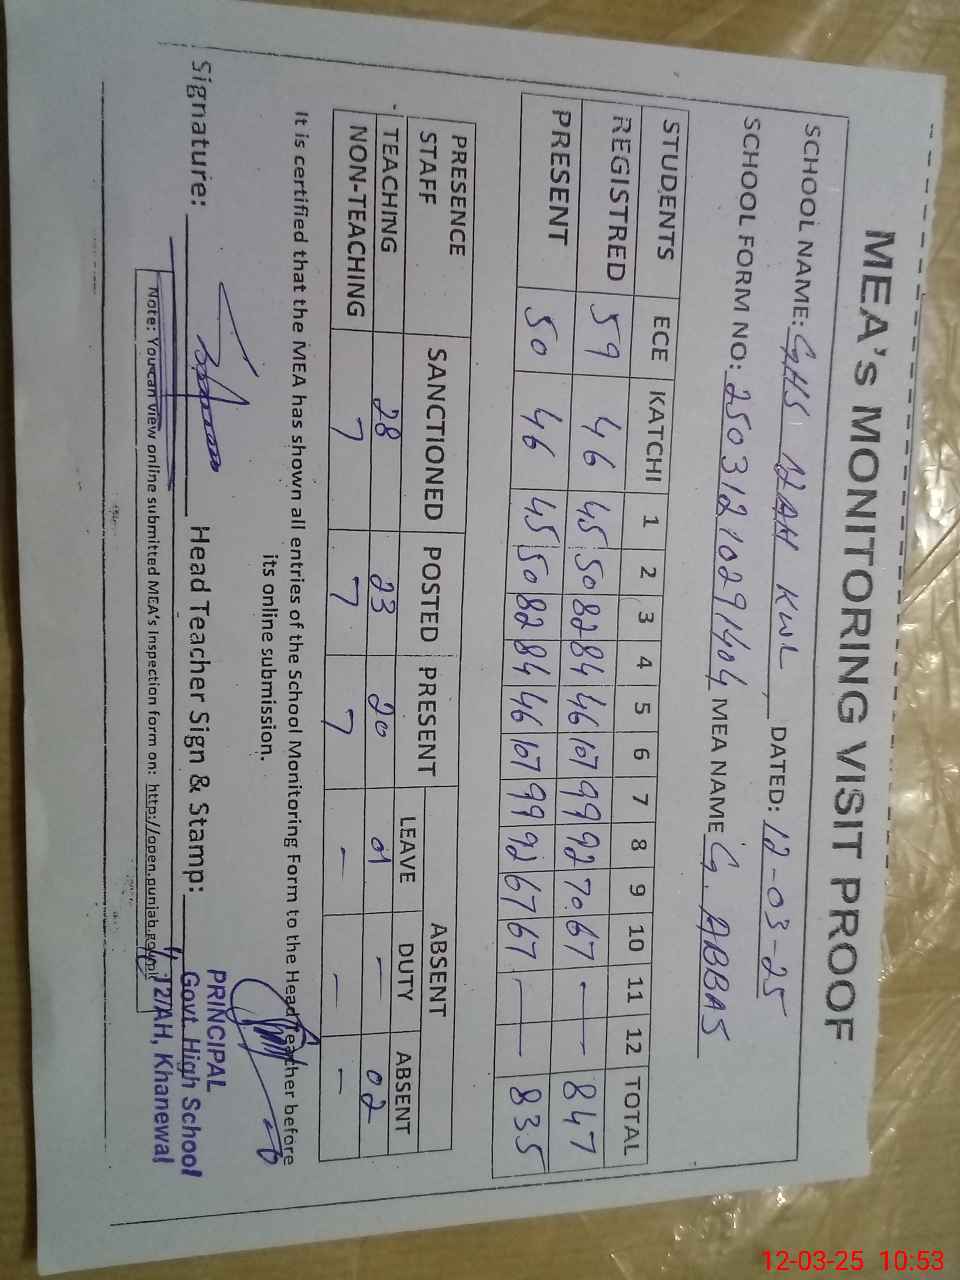 MEA's MONITORING VISIT PROOF
SCHOOL NAME: GHS 12AH KWL DATED: 12-03-25
SCHOOL FORM NO: 25031210291404 MEA NAME G. ABBAS
STUDENTS ECE KATCHI 1 2 3 4 5 6 7 8 9 10 11 12 TOTAL
REGISTRED 59 46 45 50 82 84 46 107 99 92 70 67 — — 847
PRESENT 50 46 45 50 82 84 46 107 99 92 67 67 — — 835
PRESENCE SANCTIONED POSTED PRESENT ABSENT
STAFF LEAVE DUTY ABSENT
TEACHING 28 23 20 01 — 02
NON-TEACHING 7 7 7 — — —
It is certified that the MEA has shown all entries of the School Monitoring Form to the Head Teacher before
its online submission.
Signature: Head Teacher Sign & Stamp:
PRINCIPAL
Govt. High School
12/AH, Khanewal
Note: You can view online submitted MEA's inspection form on: http://open.punjab.gov.pk
12-03-25 10:53